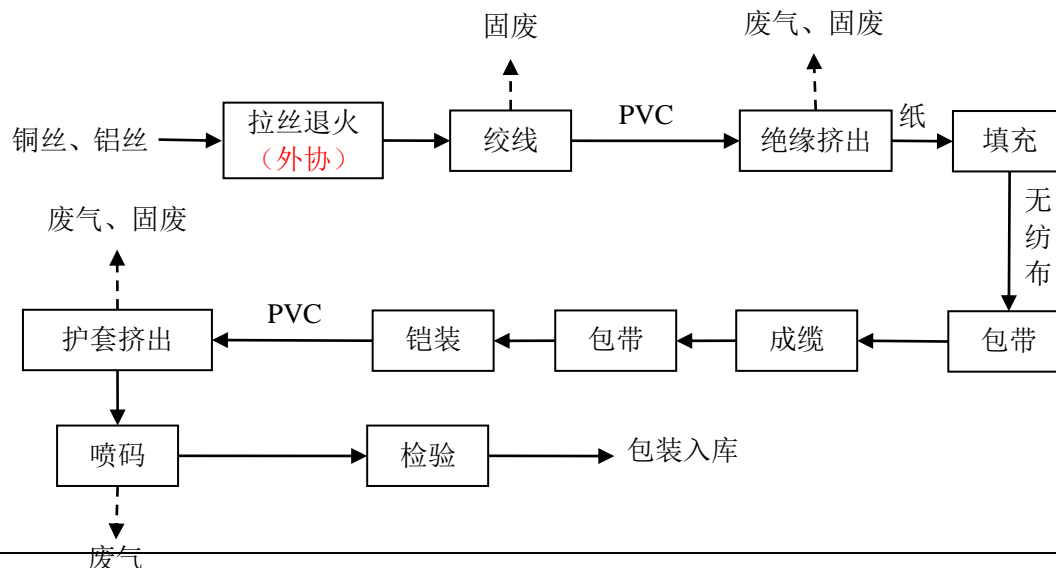 固废
废气、固废
铜丝、铝丝
拉丝退火
（外协）
绞线
PVC
绝缘挤出
纸
填充
无
纺
布
废气、固废
护套挤出
PVC
铠装
包带
成缆
包带
喷码
检验
包装入库
废气